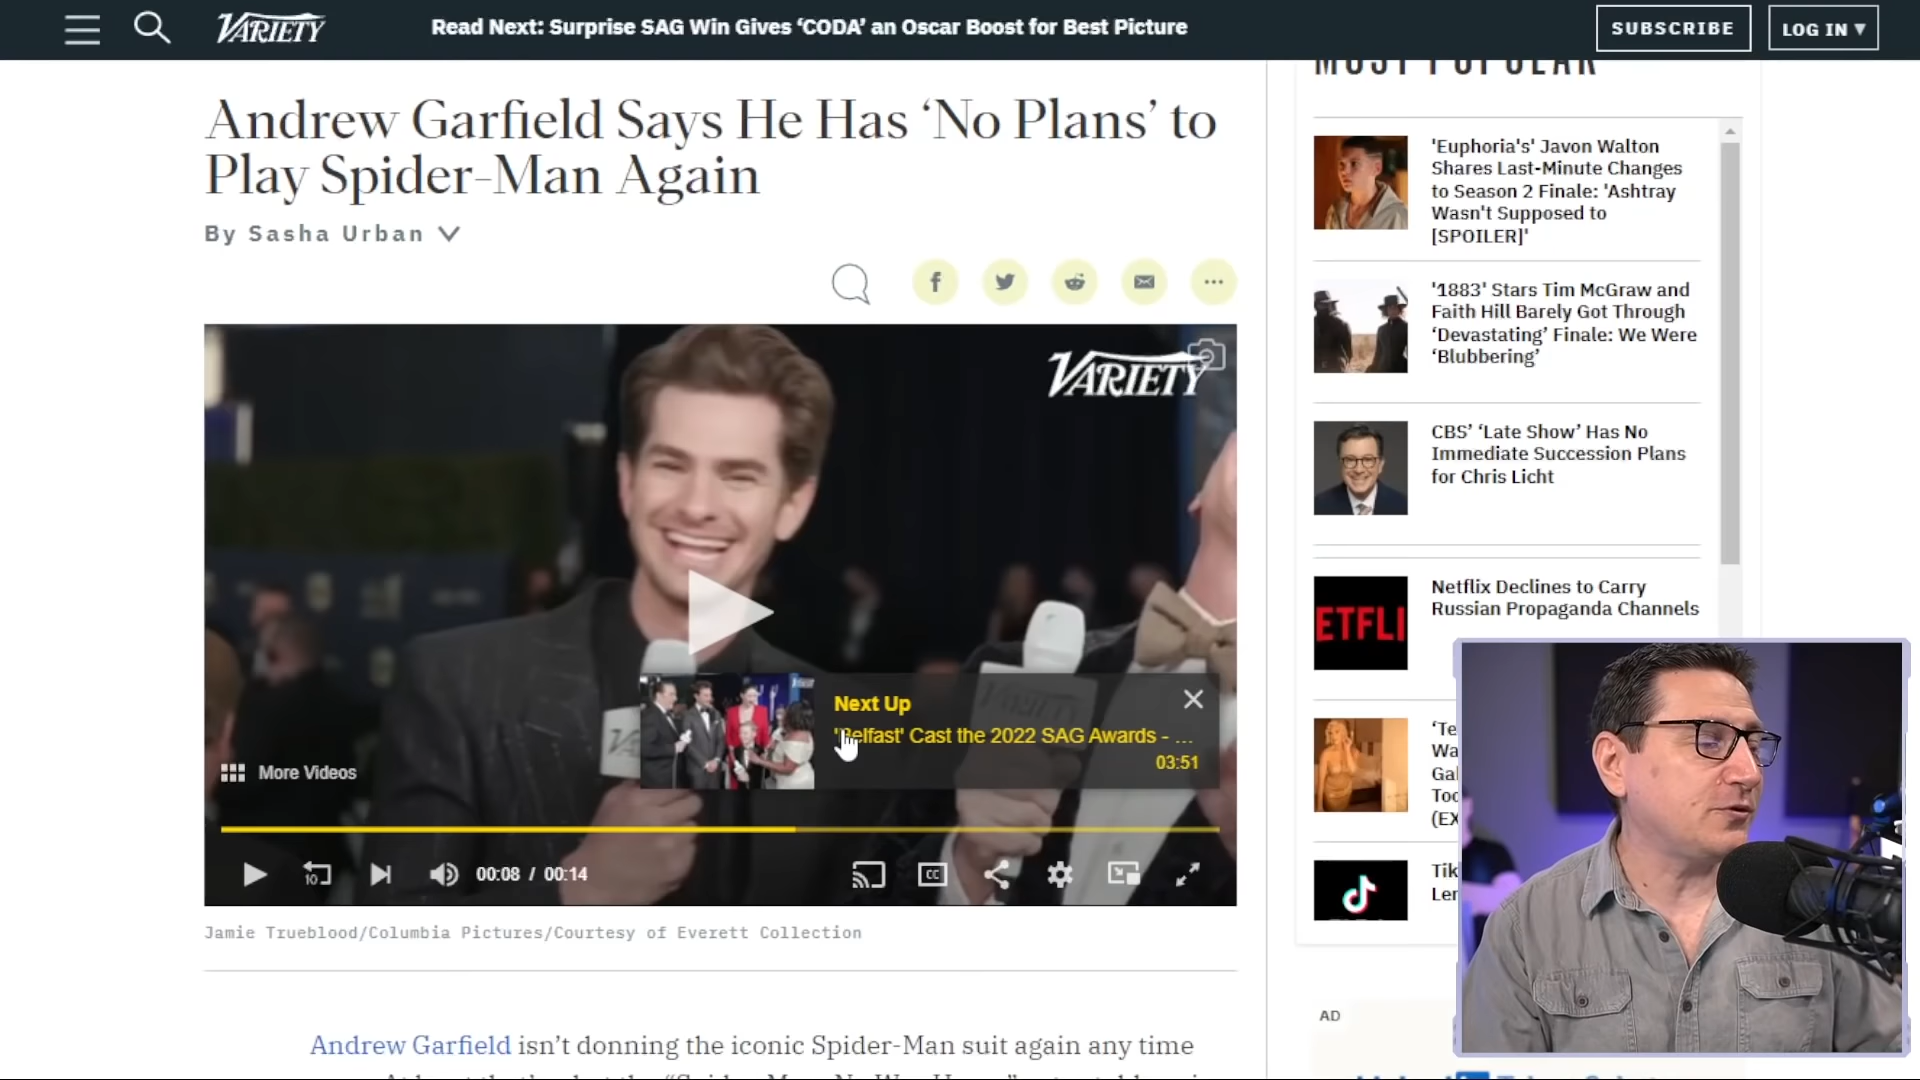 VARIETY
Read Next: Surprise SAG Win Gives ‘CODA’ an Oscar Boost for Best Picture
SUBSCRIBE
LOG IN ▼
Andrew Garfield Says He Has ‘No Plans’ to
Play Spider-Man Again
By Sasha Urban
VARIETY
Next Up
'Belfast' Cast the 2022 SAG Awards - ...
03:51
More Videos
10
00:08 / 00:14
CC
Jamie Trueblood/Columbia Pictures/Courtesy of Everett Collection
Andrew Garfield isn’t donning the iconic Spider-Man suit again any time
MOST POPULAR
'Euphoria's' Javon Walton
Shares Last-Minute Changes
to Season 2 Finale: 'Ashtray
Wasn't Supposed to
[SPOILER]'
'1883' Stars Tim McGraw and
Faith Hill Barely Got Through
‘Devastating’ Finale: We Were
‘Blubbering’
CBS’ ‘Late Show’ Has No
Immediate Succession Plans
for Chris Licht
ETFLI
Netflix Declines to Carry
Russian Propaganda Channels
AD